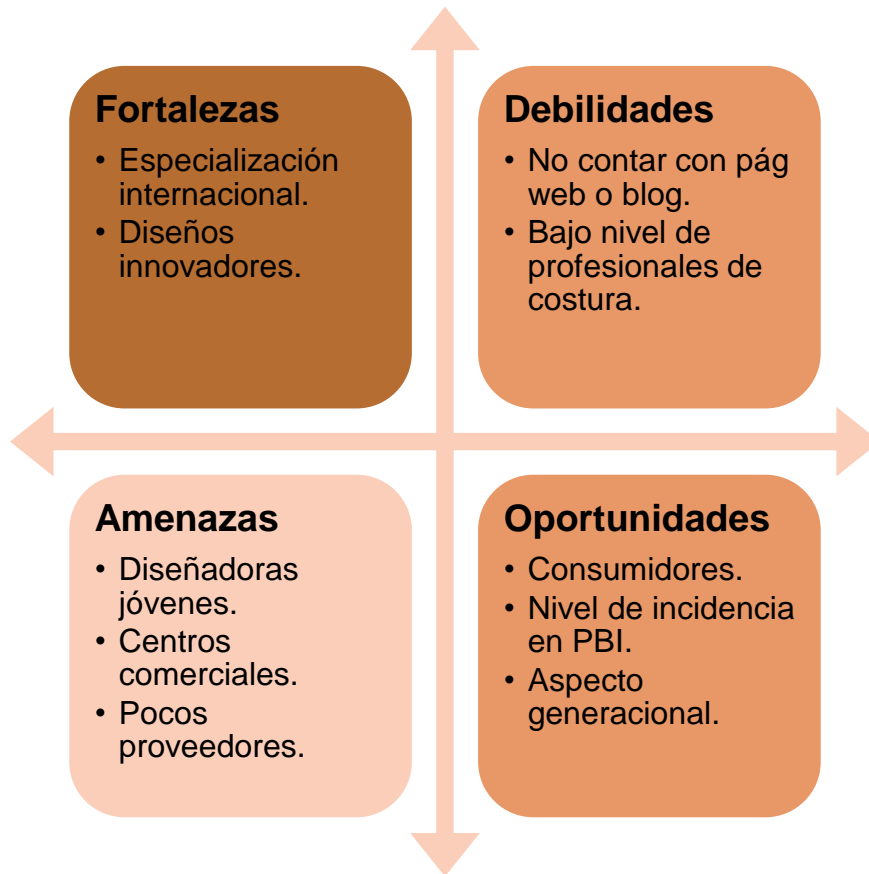 Fortalezas
• Especialización
internacional.
• Diseños
innovadores.
Debilidades
• No contar con pág
web o blog.
• Bajo nivel de
profesionales de
costura.
Amenazas
• Diseñadoras
jóvenes.
• Centros
comerciales.
• Pocos
proveedores.
Oportunidades
• Consumidores.
• Nivel de incidencia
en PBI.
• Aspecto
generacional.